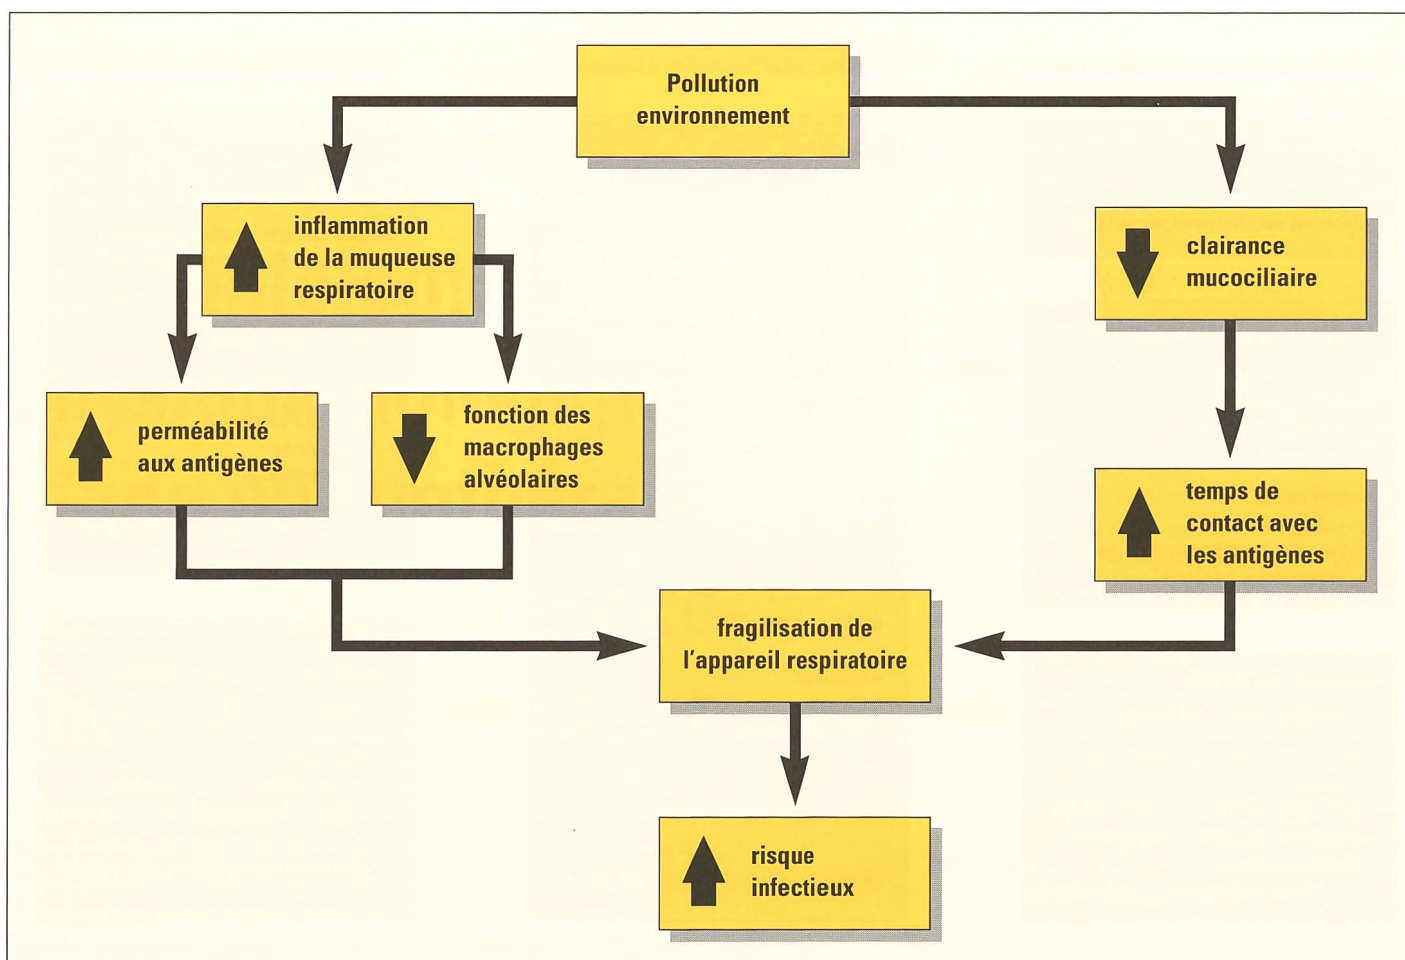 Pollution
environnement
inflammation
de la muqueuse
respiratoire
clairance
mucociliaire
perméabilité
aux antigènes
fonction des
macrophages
alvéolaires
temps de
contact avec
les antigènes
fragilisation de
l'appareil respiratoire
risque
infectieux